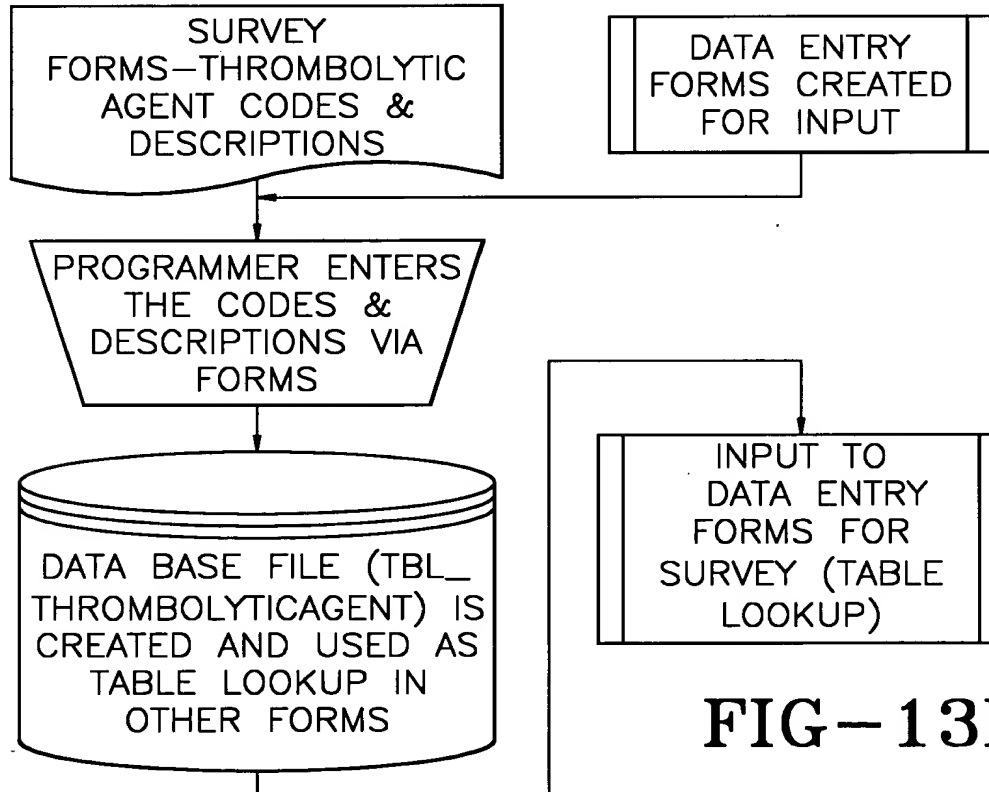 SURVEY
FORMS-THROMBOLYTIC
AGENT CODES &
DESCRIPTIONS
DATA ENTRY
FORMS CREATED
FOR INPUT
PROGRAMMER ENTERS
THE CODES &
DESCRIPTIONS VIA
FORMS
DATA BASE FILE (TBL_
THROMBOLYTICAGENT) IS
CREATED AND USED AS
TABLE LOOKUP IN
OTHER FORMS
INPUT TO
DATA ENTRY
FORMS FOR
SURVEY (TABLE
LOOKUP)